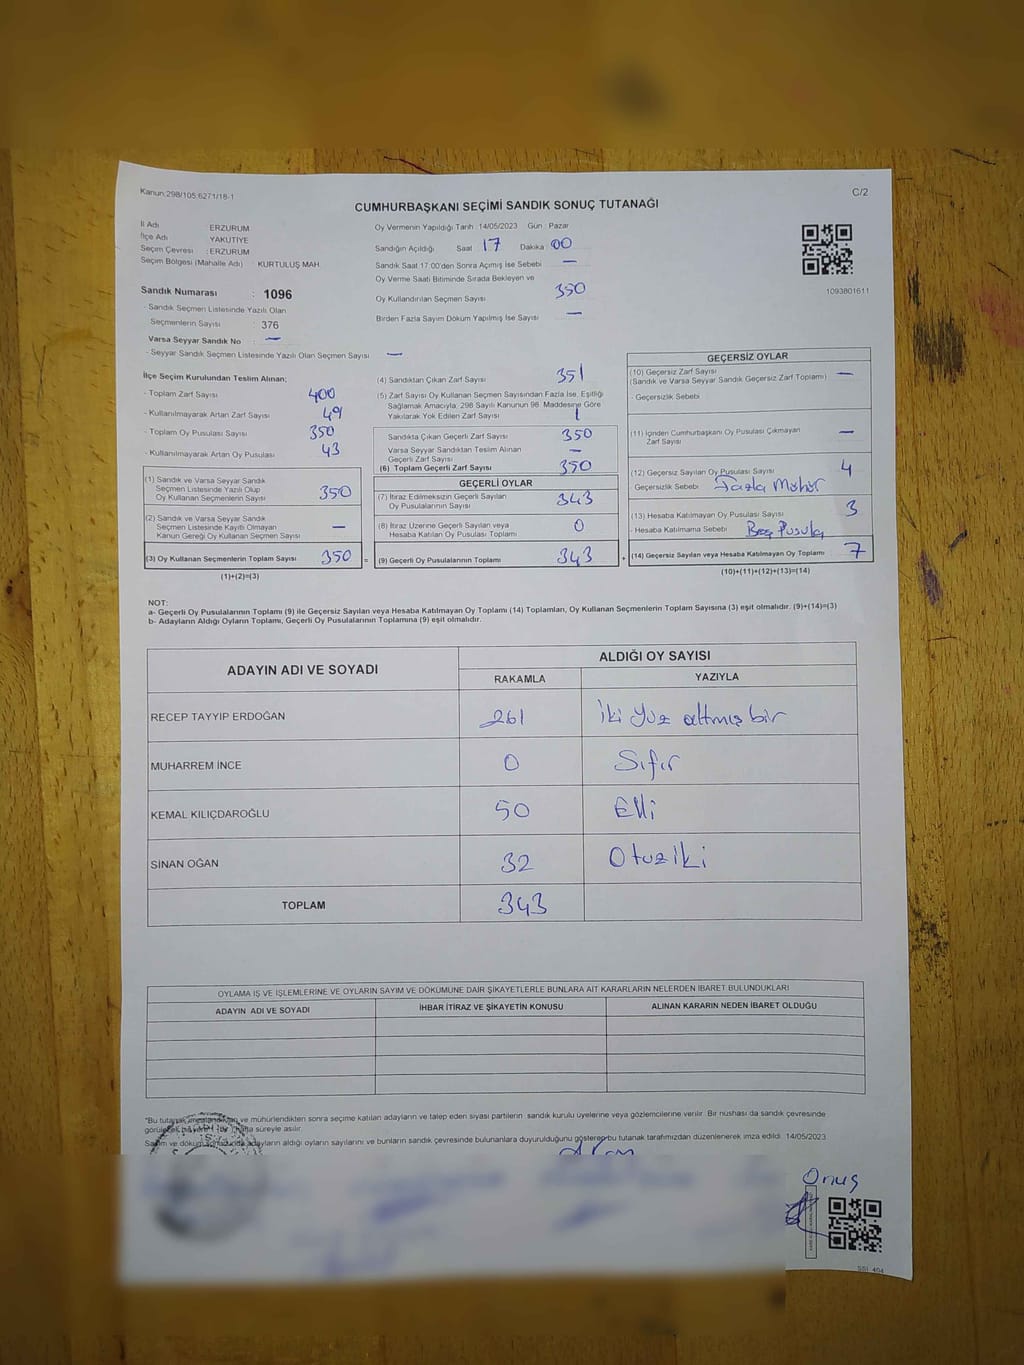 Kanun:298/105,6271/18-1
C/2
CUMHURBAŞKANI SEÇİMİ SANDIK SONUÇ TUTANAĞI
İl Adı ERZURUM
İlçe Adı YAKUTİYE
Seçim Çevresi : ERZURUM
Seçim Bölgesi (Mahalle Adı) KURTULUŞ MAH.
Oy Vermenin Yapıldığı Tarih 14/05/2023 Gün : Pazar
Sandığın Açıldığı Saat 17 Dakika 00
Sandık Saat 17:00'den Sonra Açımış İse Sebebi —
Oy Verme Saati Bitiminde Sırada Bekleyen ve
Oy Kullandırılan Seçmen Sayısı 350
Birden Fazla Sayım Döküm Yapılmış İse Sayısı —
1093801611
Sandık Numarası : 1096
- Sandık Seçmen Listesinde Yazılı Olan
Seçmenlerin Sayısı : 376
Varsa Seyyar Sandık No : —
- Seyyar Sandık Seçmen Listesinde Yazılı Olan Seçmen Sayısı —
İlçe Seçim Kurulundan Teslim Alınan;
- Toplam Zarf Sayısı 400
- Kullanılmayarak Artan Zarf Sayısı 49
- Toplam Oy Pusulası Sayısı 350
- Kullanılmayarak Artan Oy Pusulası 43
(1) Sandık ve Varsa Seyyar Sandık
Seçmen Listesinde Yazılı Olup
Oy Kullanan Seçmenlerin Sayısı 350
(2) Sandık ve Varsa Seyyar Sandık
Seçmen Listesinde Kayıtlı Olmayan
Kanun Gereği Oy Kullanan Seçmen Sayısı —
(3) Oy Kullanan Seçmenlerin Toplam Sayısı 350 =
(1)+(2)=(3)
(4) Sandıktan Çıkan Zarf Sayısı 351
(5) Zarf Sayısı Oy Kullanan Seçmen Sayısından Fazla İse, Eşitliği
Sağlamak Amacıyla; 298 Sayılı Kanunun 98. Maddesine Göre
Yakılarak Yok Edilen Zarf Sayısı 1
Sandıkta Çıkan Geçerli Zarf Sayısı 350
Varsa Seyyar Sandıktan Teslim Alınan
Geçerli Zarf Sayısı —
(6) Toplam Geçerli Zarf Sayısı 350
GEÇERLİ OYLAR
(7) İtiraz Edilmeksizin Geçerli Sayılan
Oy Pusulasının Sayısı 343
(8) İtiraz Üzerine Geçerli Sayılan veya
Hesaba Katılan Oy Pusulası Toplamı 0
(9) Geçerli Oy Pusulalarının Toplamı 343 +
GEÇERSİZ OYLAR
(10) Geçersiz Zarf Sayısı
(Sandık ve Varsa Seyyar Sandık Geçersiz Zarf Toplamı) —
- Geçersizlik Sebebi
(11) İçinden Cumhurbaşkanı Oy Pusulası Çıkmayan
Zarf Sayısı —
(12) Geçersiz Sayılan Oy Pusulası Sayısı 4
Geçersizlik Sebebi Fazla Mühür
(13) Hesaba Katılmayan Oy Pusulası Sayısı 3
- Hesaba Katılmama Sebebi Boş Pusula
(14) Geçersiz Sayılan veya Hesaba Katılmayan Oy Toplamı 7
(10)+(11)+(12)+(13)=(14)
NOT:
a- Geçerli Oy Pusulalarının Toplamı (9) ile Geçersiz Sayılan veya Hesaba Katılmayan Oy Toplamı (14) Toplamları, Oy Kullanan Seçmenlerin Toplam Sayısına (3) eşit olmalıdır. (9)+(14)=(3)
b- Adayların Aldığı Oyların Toplamı, Geçerli Oy Pusulalarının Toplamına (9) eşit olmalıdır.
ADAYIN ADI VE SOYADI
ALDIĞI OY SAYISI
RAKAMLA YAZIYLA
RECEP TAYYIP ERDOĞAN 261 İki yüz altmış bir
MUHARREM İNCE 0 Sıfır
KEMAL KILIÇDAROĞLU 50 Elli
SİNAN OĞAN 32 Otuziki
TOPLAM 343
OYLAMA İŞ VE İŞLEMLERİNE VE OYLARIN SAYIM VE DÖKÜMÜNE DAİR ŞİKAYETLERLE BUNLARA AİT KARARLARIN NELERDEN İBARET BULUNDUKLARI
ADAYIN ADI VE SOYADI İHBAR İTİRAZ VE ŞİKAYETİN KONUSU ALINAN KARARIN NEDEN İBARET OLDUĞU
*Bu tutanak ve mühürlendikten sonra seçime katılan adayların ve talep eden siyasi partilerin sandık kurulu üyelerine veya gözlemcilerine verilir. Bir nüshası da sandık çevresinde
süreyle asılır.
Sayım ve döküm adayların aldığı oyların sayılarını ve bunların sandık çevresinde bulunanlara duyurulduğunu gösteren bu tutanak tarafımızdan düzenlenerek imza edildi. 14/05/2023